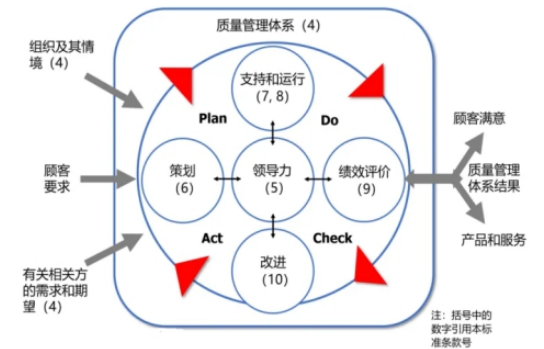 质量管理体系（4）
组织及其情
境（4）
支持和运行
（7, 8）
Plan
Do
顾客满意
顾客
要求
策划
（6）
领导力
（5）
绩效评价
（9）
质量管理
体系结果
Act
Check
产品和服务
有关相关方
的需求和期
望（4）
改进
（10）
注：括号中的
数字引用本标
准条款号